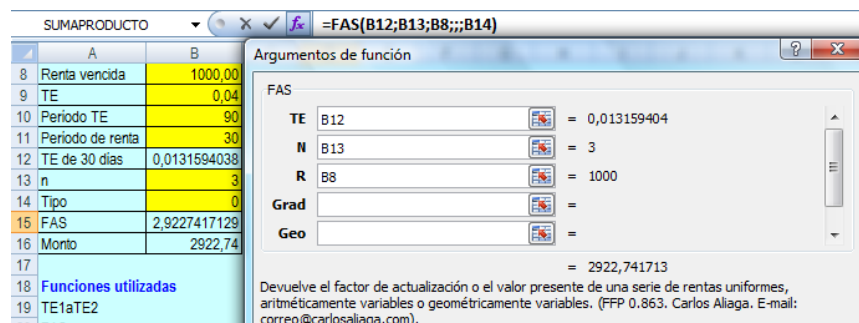 SUMAPRODUCTO fx =FAS(B12;B13;B8;;;B14)
A B
8 Renta vencida 1000,00
9 TE 0,04
10 Periodo TE 90
11 Periodo de renta 30
12 TE de 30 días 0,0131594038
13 n 3
14 Tipo 0
15 FAS 2,9227417129
16 Monto 2922,74
17
18 Funciones utilizadas
19 TE1aTE2
Argumentos de función
FAS
TE B12 = 0,013159404
N B13 = 3
R B8 = 1000
Grad =
Geo =
= 2922,741713
Devuelve el factor de actualización o el valor presente de una serie de rentas uniformes,
aritméticamente variables o geométricamente variables. (FFP 0.863. Carlos Aliaga. E-mail:
correo@carlosaliaga.com).